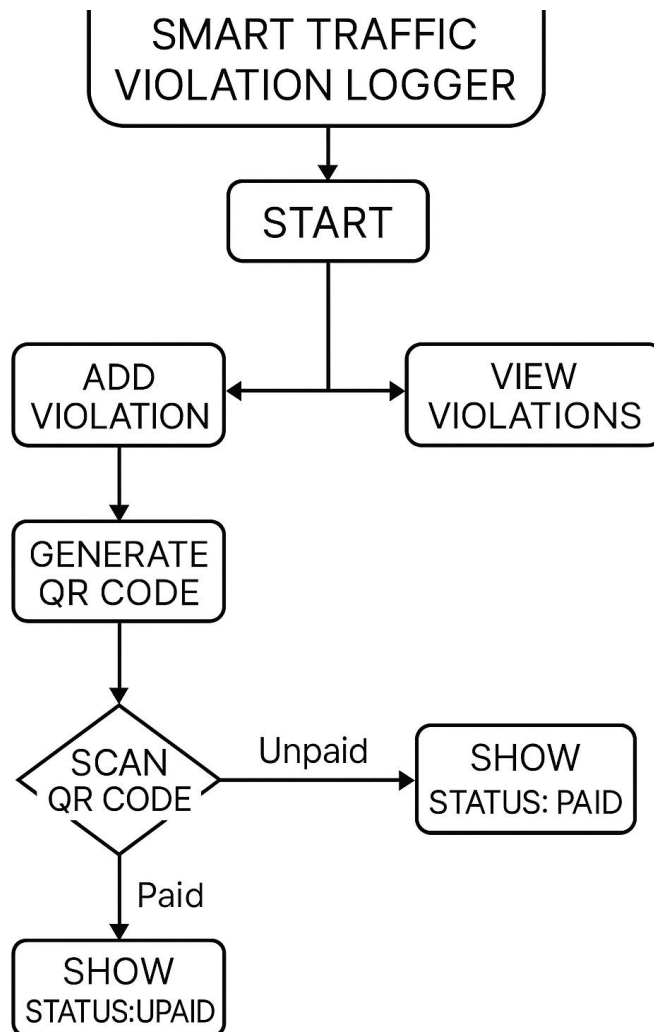 SMART TRAFFIC
VIOLATION LOGGER
START
ADD
VIOLATION
VIEW
VIOLATIONS
GENERATE
QR CODE
SCAN
QR CODE
Unpaid
SHOW
STATUS: PAID
Paid
SHOW
STATUS:UPAID